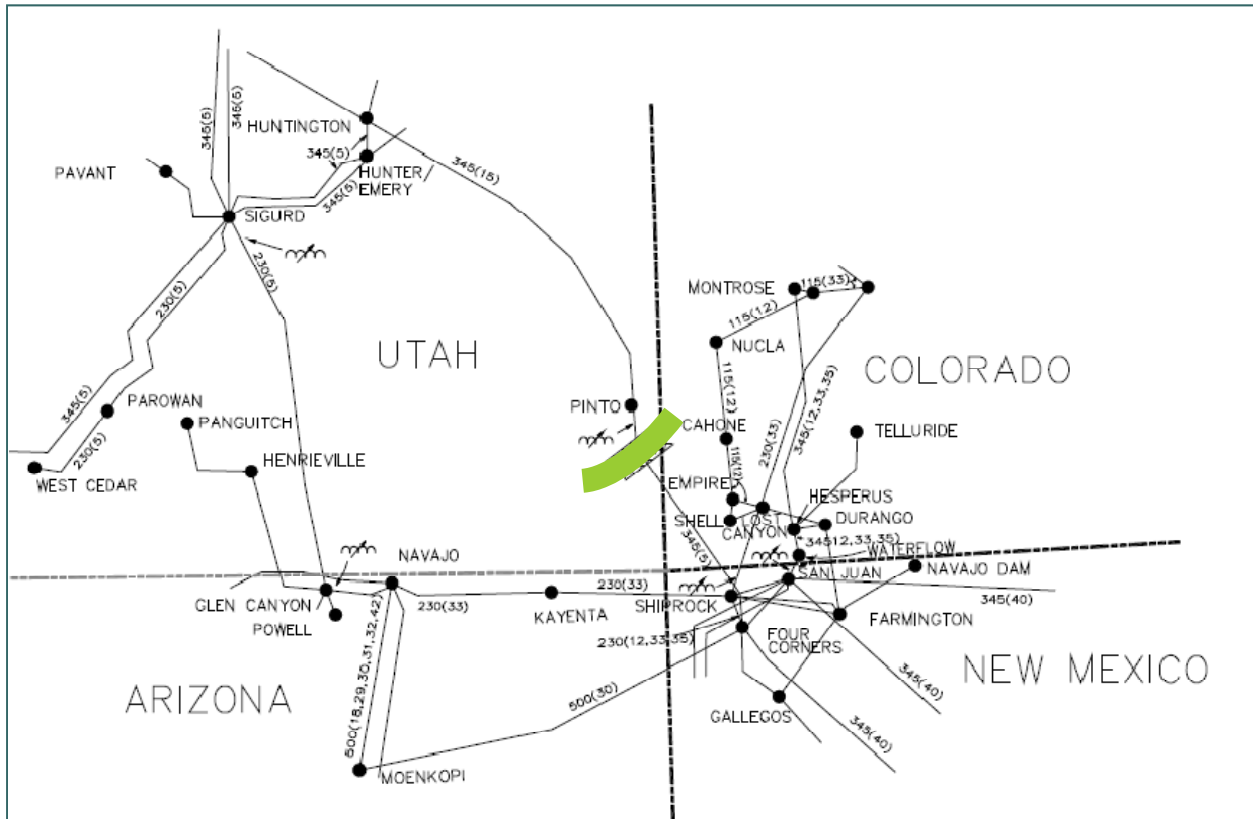 HUNTINGTON
345(5)
345(5)
345(5)
HUNTER/
EMERY
345(5)
345(15)
PAVANT
SIGURD
230(5)
230(5)
UTAH
MONTROSE
115(33)
115(12)
NUCLA
COLORADO
345(5)
PAROWAN
PANGUITCH
230(5)
HENRIEVILLE
WEST CEDAR
PINTO
115(12)
CAHONE
230(33)
345(12,33,35)
TELLURIDE
115(12)
EMPIRE
HESPERUS
SHELL
LOST
CANYON
DURANGO
345(5)
34512,33,35)
WATERFLOW
NAVAJO
SAN JUAN
NAVAJO DAM
GLEN CANYON
POWELL
230(33)
KAYENTA
230(33)
SHIPROCK
345(40)
FARMINGTON
230(12,33,35)
FOUR
CORNERS
ARIZONA
500(18,29,30,31,32,42)
500(30)
GALLEGOS
345(40)
345(40)
NEW MEXICO
MOENKOPI